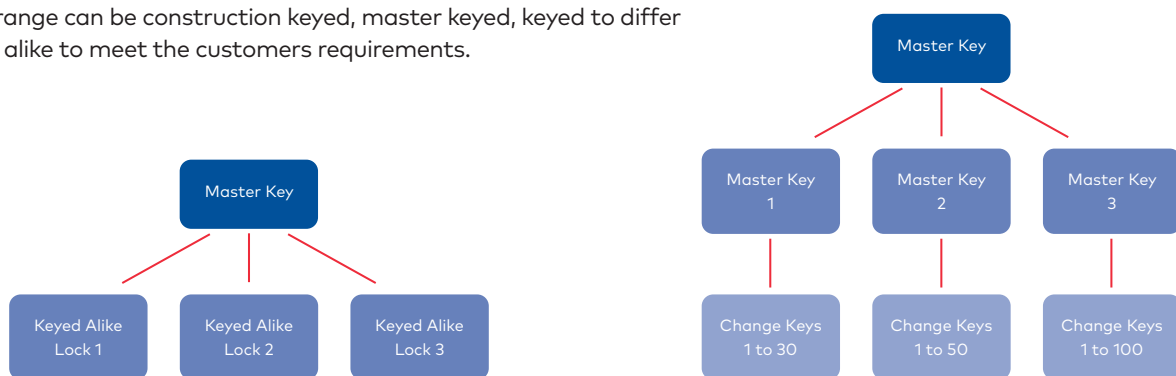 range can be construction keyed, master keyed, keyed to differ
alike to meet the customers requirements.
Master Key
Keyed Alike
Lock 1
Keyed Alike
Lock 2
Keyed Alike
Lock 3
Master Key
Master Key
1
Master Key
2
Master Key
3
Change Keys
1 to 30
Change Keys
1 to 50
Change Keys
1 to 100